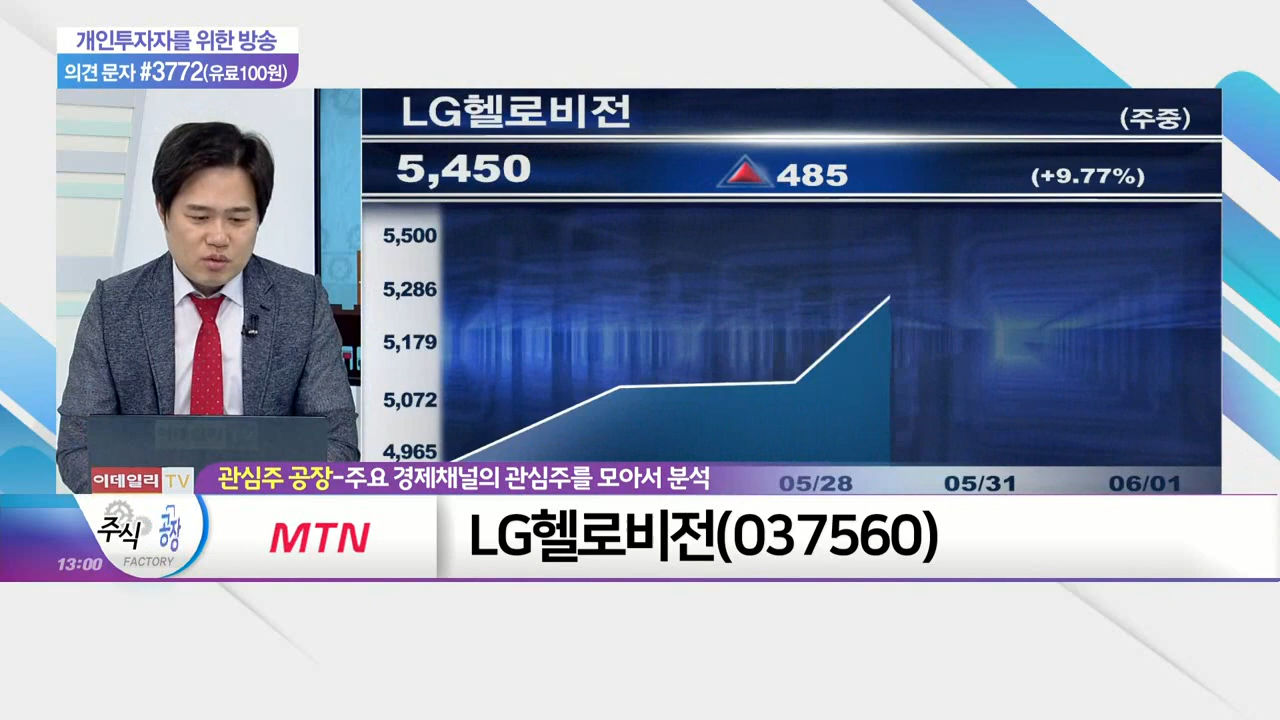 개인투자자를 위한 방송
의견 문자 #3772(유료100원)
LG헬로비전
(주중)
5,450
485
(+9.77%)
5,500
5,286
5,179
5,072
4,965
05/28
05/31
06/01
이데일리 TV
관심주 공장-주요 경제채널의 관심주를 모아서 분석
주식 공장
FACTORY
13:00
MTN
LG헬로비전(037560)